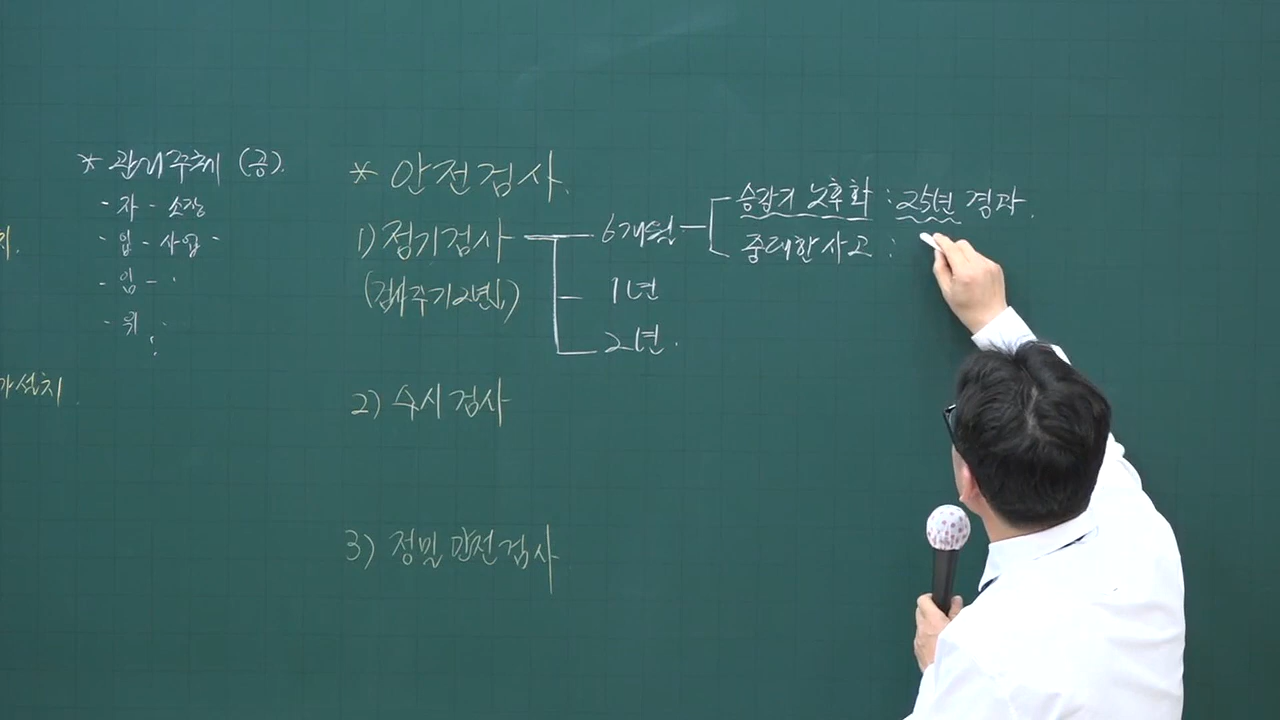 * 관리주체 (공).
- 자 - 소장
- 입 - 사업 -
- 임 -
- 위
가설치.
* 안전검사.
1) 정기검사
(검사주기 2년↓)
6개월
1년
2년.
승강기 노후화 : 25년 경과.
중대한 사고 :
2) 수시검사
3) 정밀안전검사